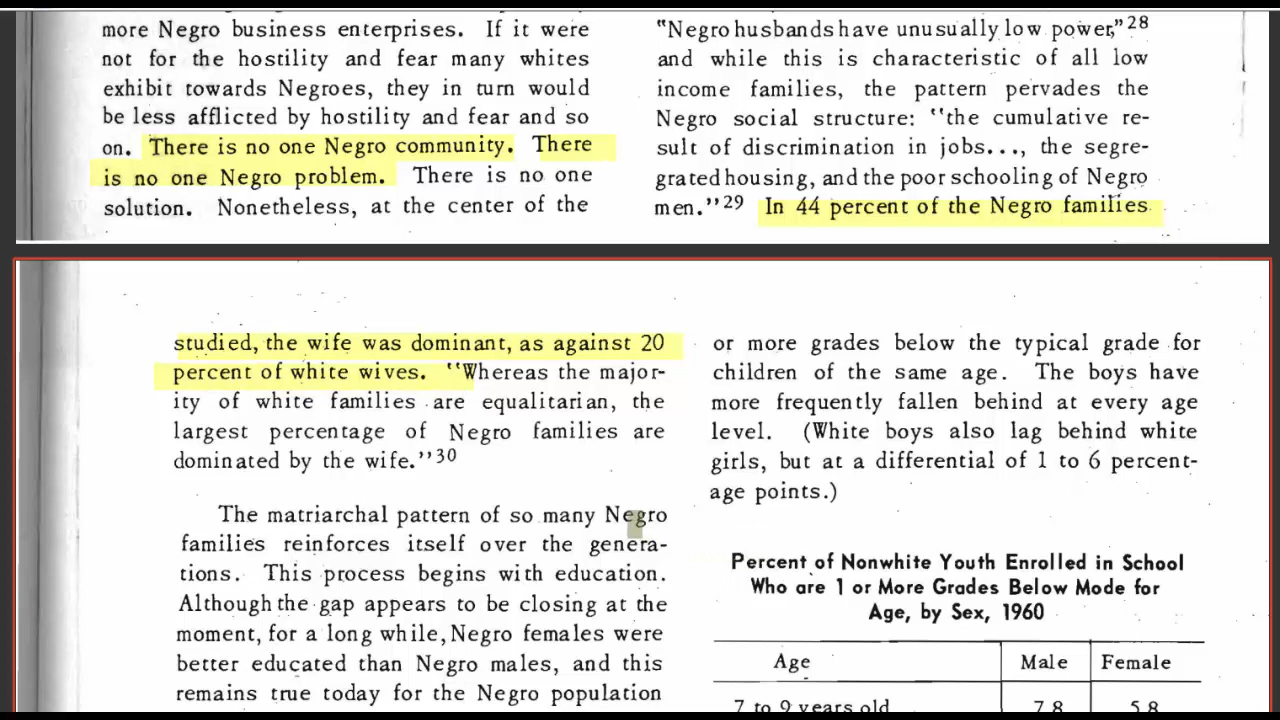 more Negro business enterprises. If it were
not for the hostility and fear many whites
exhibit towards Negroes, they in turn would
be less afflicted by hostility and fear and so
on. There is no one Negro community. There
is no one Negro problem. There is no one
solution. Nonetheless, at the center of the
"Negro husbands have unusually low power,"28
and while this is characteristic of all low
income families, the pattern pervades the
Negro social structure: "the cumulative re-
sult of discrimination in jobs..., the segre-
grated housing, and the poor schooling of Negro
men."29 In 44 percent of the Negro families
studied, the wife was dominant, as against 20
percent of white wives. "Whereas the major-
ity of white families are equalitarian, the
largest percentage of Negro families are
dominated by the wife."30
The matriarchal pattern of so many Negro
families reinforces itself over the genera-
tions. This process begins with education.
Although the gap appears to be closing at the
moment, for a long while, Negro females were
better educated than Negro males, and this
remains true today for the Negro population
or more grades below the typical grade for
children of the same age. The boys have
more frequently fallen behind at every age
level. (White boys also lag behind white
girls, but at a differential of 1 to 6 percent-
age points.)
Percent of Nonwhite Youth Enrolled in School
Who are 1 or More Grades Below Mode for
Age, by Sex, 1960
Age Male Female
7 to 9 years old 7.8 5.8